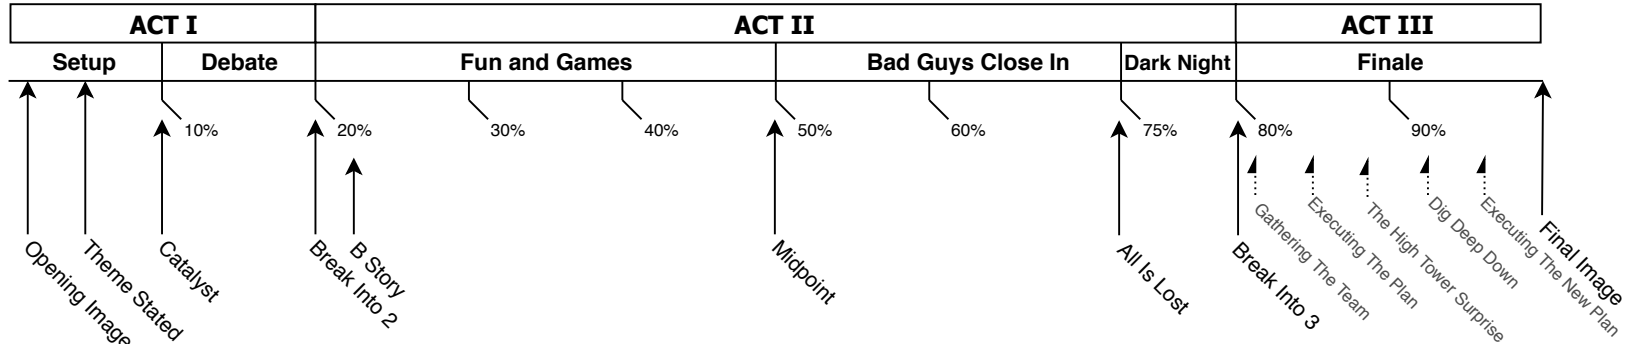 ACT I
ACT II
ACT III
Setup
Debate
Fun and Games
Bad Guys Close In
Dark Night
Finale
10%
20%
30%
40%
50%
60%
75%
80%
90%
Opening Image
Theme Stated
Catalyst
Break Into 2
B Story
Midpoint
All Is Lost
Break Into 3
Gathering The Team
Executing The Plan
The High Tower Surprise
Dig Deep Down
Executing The New Plan
Final Image